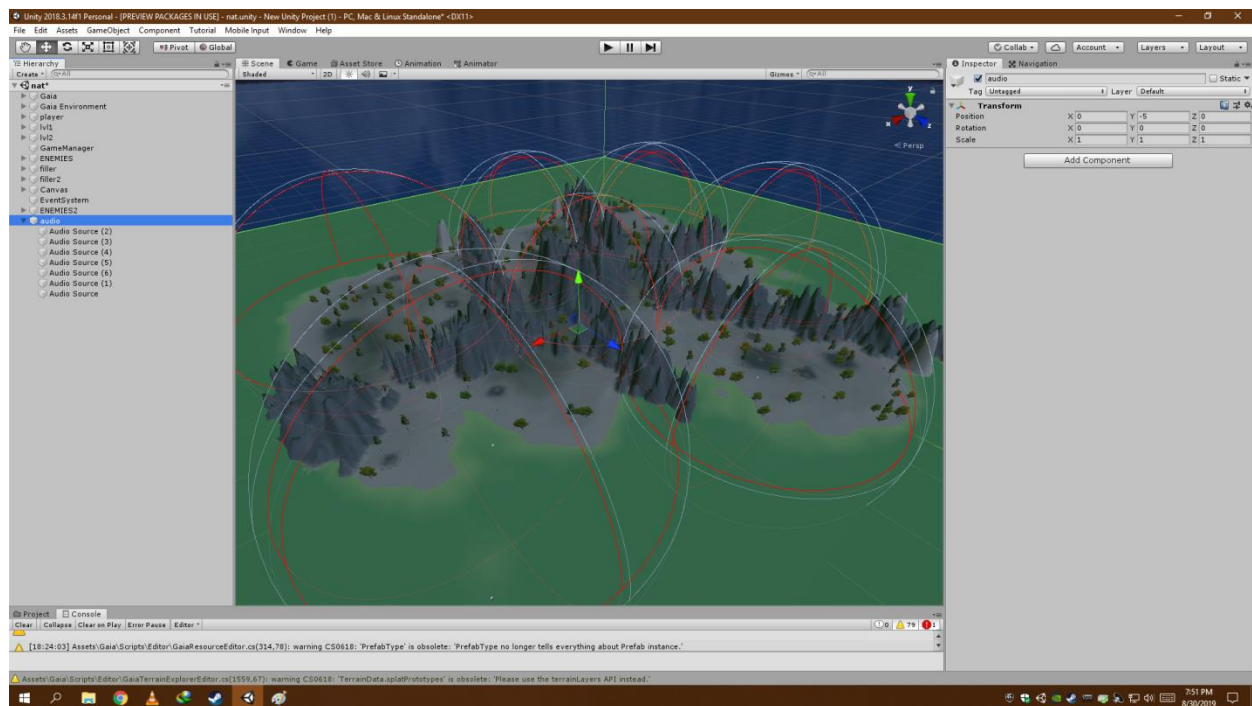 Unity 2018.3.14f1 Personal - [PREVIEW PACKAGES IN USE] - nat.unity - New Unity Project (1) - PC, Mac & Linux Standalone* <DX11>
File Edit Assets GameObject Component Tutorial Mobile Input Window Help
Pivot Global Collab Account Layers Layout
Hierarchy Scene Game Asset Store Animation Animator Inspector Navigation
Create All Shaded 2D Gizmos All audio Static
nat* Tag Untagged Layer Default
Gaia Transform
Gaia Environment Position X 0 Y -5 Z 0
player Rotation X 0 Y 0 Z 0
lvl1 Scale X 1 Y 1 Z 1
lvl2
GameManager
ENEMIES Add Component
filler
filler2
Canvas
EventSystem
ENEMIES2
audio
Audio Source (2)
Audio Source (3)
Audio Source (4)
Audio Source (5)
Audio Source (6)
Audio Source (1)
Audio Source
y
x z
Persp
Project Console
Clear Collapse Clear on Play Error Pause Editor 0 79 1
[18:24:03] Assets\Gaia\Scripts\Editor\GaiaResourceEditor.cs(314,78): warning CS0618: 'PrefabType' is obsolete: 'PrefabType no longer tells everything about Prefab instance.'
Assets\Gaia\Scripts\Editor\GaiaTerrainExplorerEditor.cs(1559,67): warning CS0618: 'TerrainData.splatPrototypes' is obsolete: 'Please use the terrainLayers API instead.'
7:51 PM
8/30/2019